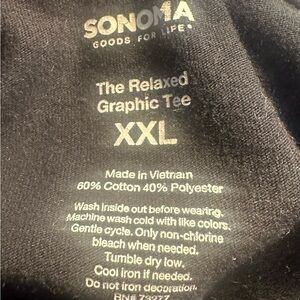 SONOMA
GOODS FOR LIFE®
The Relaxed
Graphic Tee
XXL
Made in Vietnam
60% Cotton 40% Polyester
Wash inside out before wearing.
Machine wash cold with like colors.
Gentle cycle. Only non-chlorine
bleach when needed.
Tumble dry low.
Cool iron if needed.
Do not iron decoration.
RN# 73277